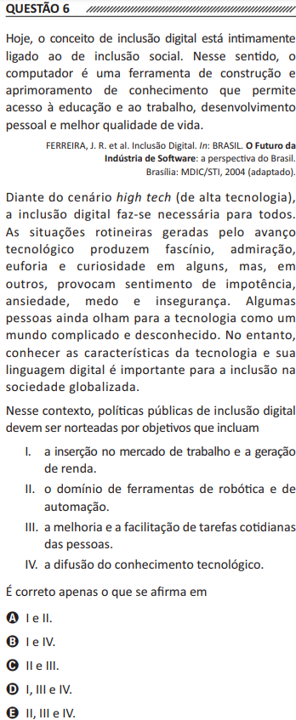 QUESTÃO 6
Hoje, o conceito de inclusão digital está intimamente
ligado ao de inclusão social. Nesse sentido, o
computador é uma ferramenta de construção e
aprimoramento de conhecimento que permite
acesso à educação e ao trabalho, desenvolvimento
pessoal e melhor qualidade de vida.
FERREIRA, J. R. et al. Inclusão Digital. In: BRASIL. O Futuro da
Indústria de Software: a perspectiva do Brasil.
Brasília: MDIC/STI, 2004 (adaptado).
Diante do cenário high tech (de alta tecnologia),
a inclusão digital faz-se necessária para todos.
As situações rotineiras geradas pelo avanço
tecnológico produzem fascínio, admiração,
euforia e curiosidade em alguns, mas, em
outros, provocam sentimento de impotência,
ansiedade, medo e insegurança. Algumas
pessoas ainda olham para a tecnologia como um
mundo complicado e desconhecido. No entanto,
conhecer as características da tecnologia e sua
linguagem digital é importante para a inclusão na
sociedade globalizada.
Nesse contexto, políticas públicas de inclusão digital
devem ser norteadas por objetivos que incluam
I. a inserção no mercado de trabalho e a geração
de renda.
II. o domínio de ferramentas de robótica e de
automação.
III. a melhoria e a facilitação de tarefas cotidianas
das pessoas.
IV. a difusão do conhecimento tecnológico.
É correto apenas o que se afirma em
A I e II.
B I e IV.
C II e III.
D I, III e IV.
E II, III e IV.